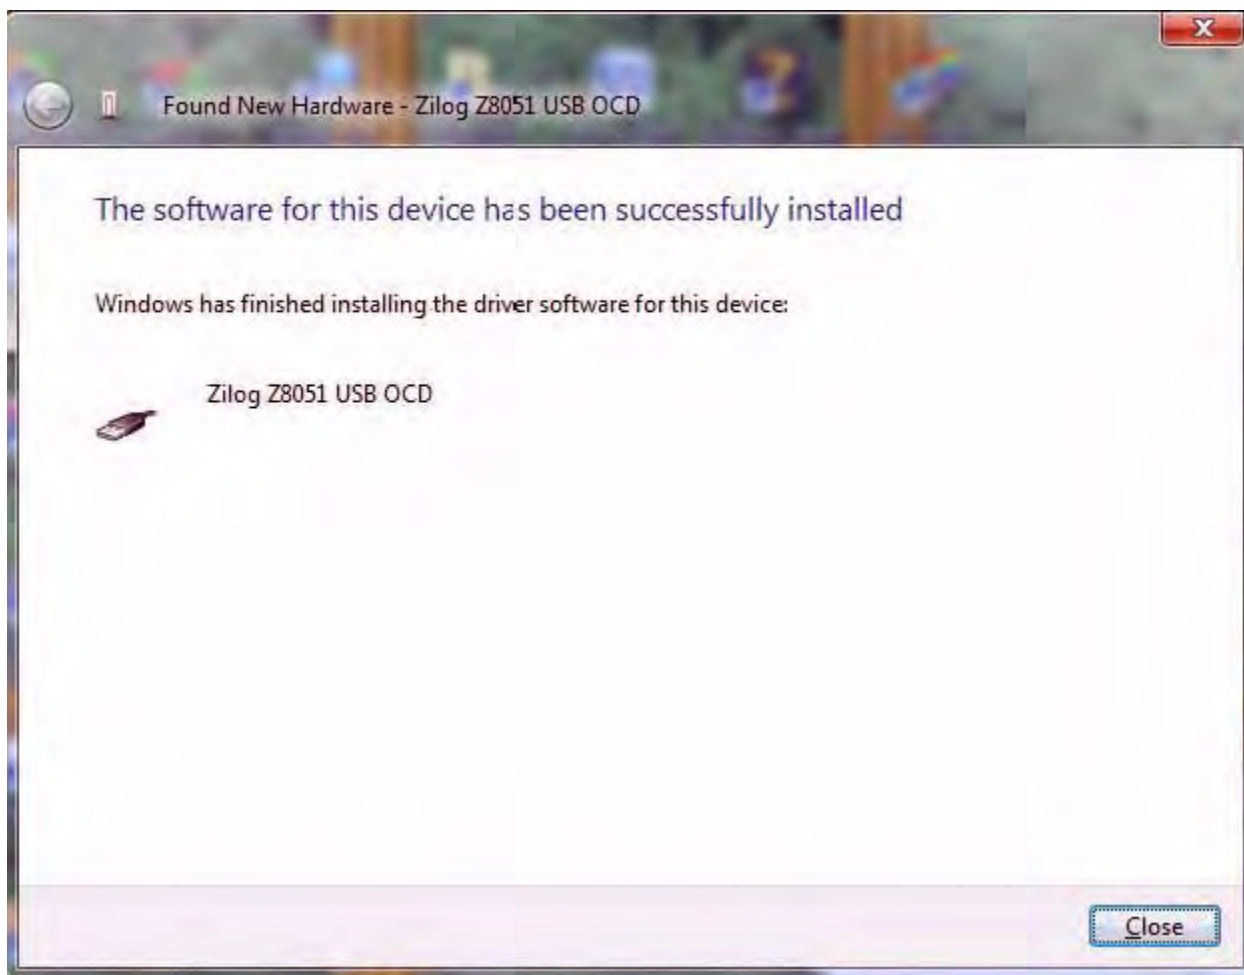 Found New Hardware - Zilog Z8051 USB OCD
The software for this device has been successfully installed
Windows has finished installing the driver software for this device:
Zilog Z8051 USB OCD
Close